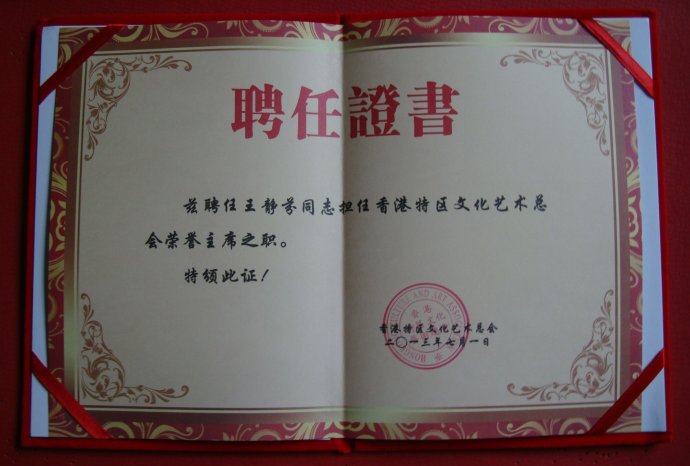 聘任證書
兹聘任王静芬同志担任香港特区文化艺术总
会荣誉主席之职。
特颁此证！
香港特区文化艺术总会
二〇一三年七月一日